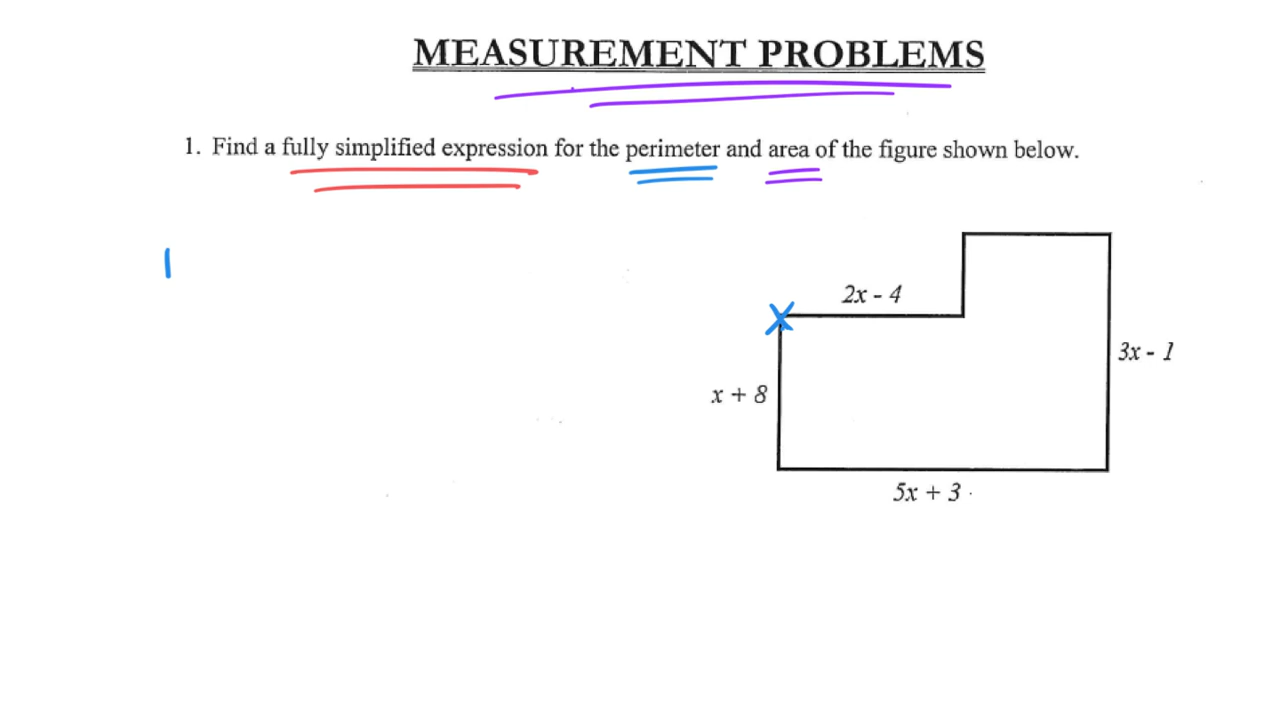 MEASUREMENT PROBLEMS
1. Find a fully simplified expression for the perimeter and area of the figure shown below.
2x - 4
3x - 1
x + 8
5x + 3